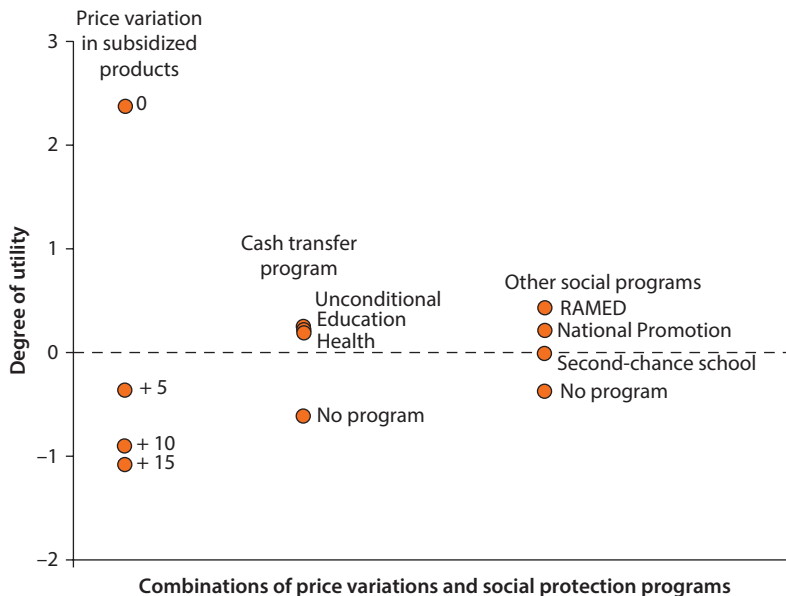 Price variation
in subsidized
products
3
2
1
0
–1
–2
Degree of utility
0
+ 5
+ 10
+ 15
Cash transfer
program
Unconditional
Education
Health
No program
Other social programs
RAMED
National Promotion
Second-chance school
No program
Combinations of price variations and social protection programs